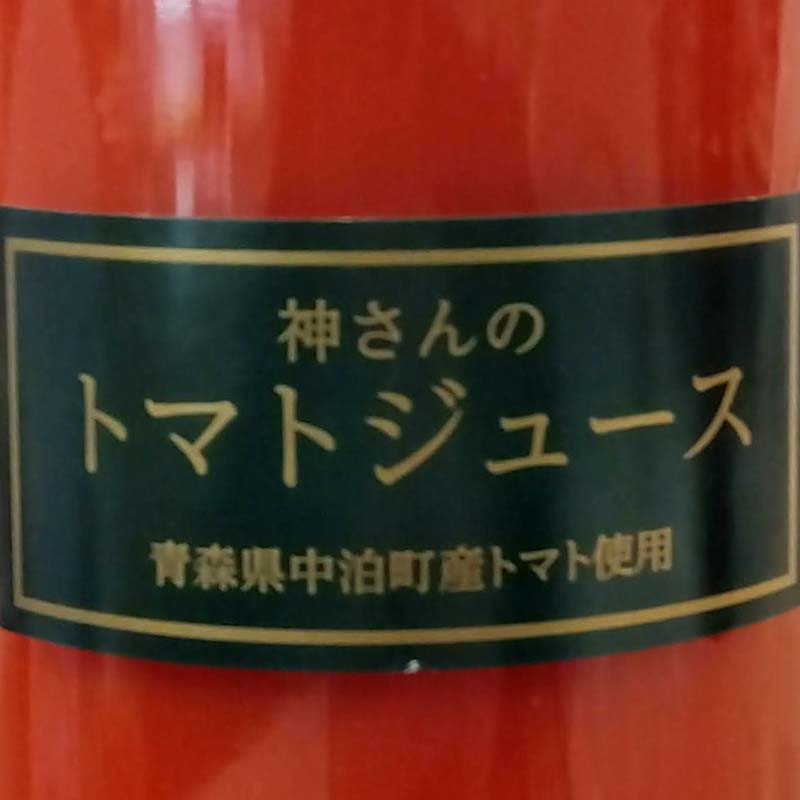 神さんの
トマトジュース
青森県中泊町産トマト使用